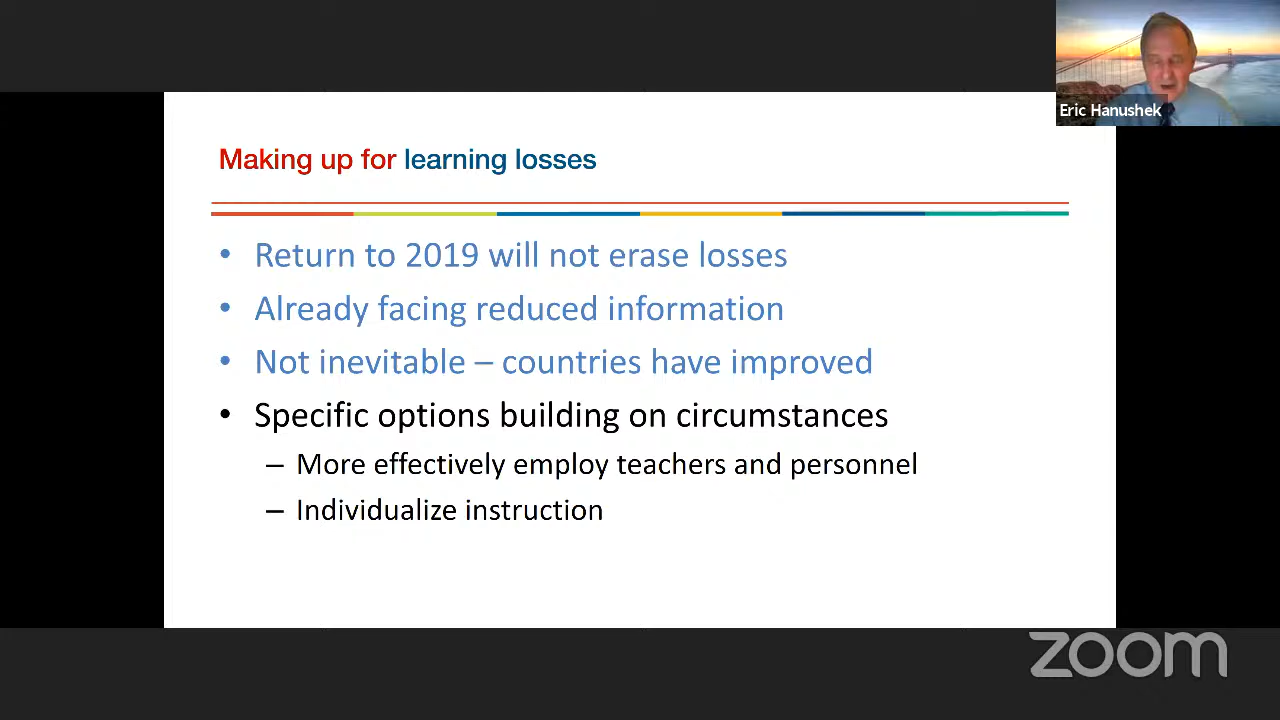 Eric Hanushek
Making up for learning losses
• Return to 2019 will not erase losses
• Already facing reduced information
• Not inevitable – countries have improved
• Specific options building on circumstances
– More effectively employ teachers and personnel
– Individualize instruction
zoom